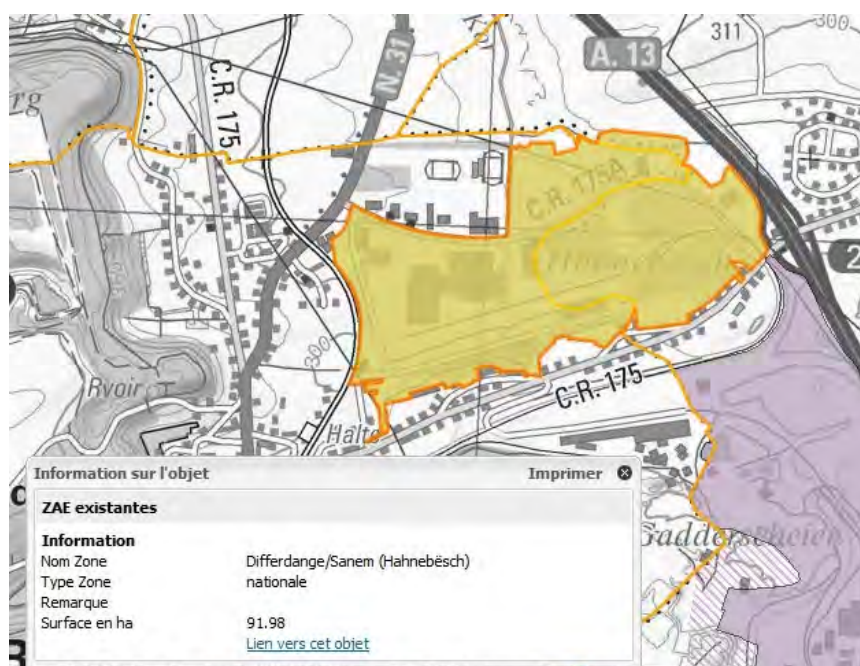 300
311
A. 13
C.R. 175
N. 31
C.R. 175A
2
300
C.R. 175
Rvoir
Halte
Gadderscheier
Information sur l'objet Imprimer
ZAE existantes
Information
Nom Zone Differdange/Sanem (Hahnebësch)
Type Zone nationale
Remarque
Surface en ha 91.98
Lien vers cet objet